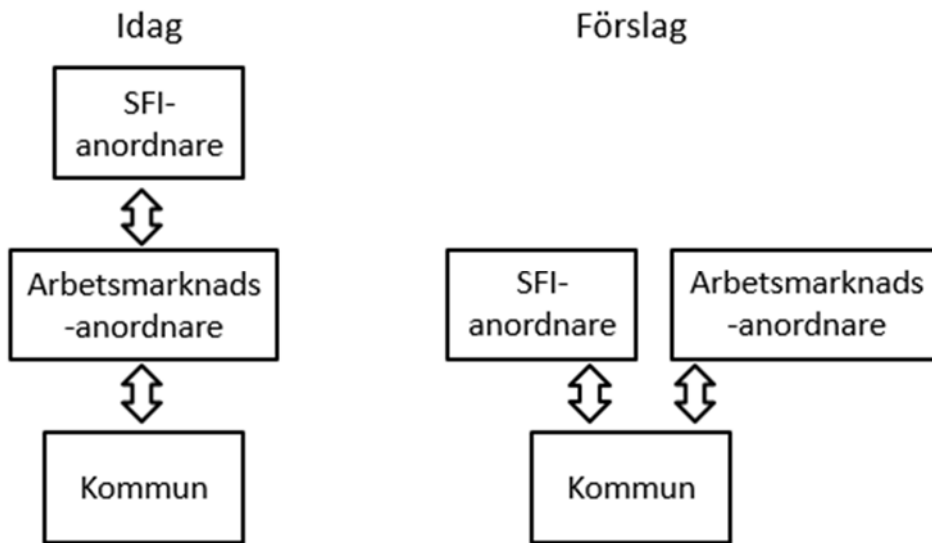 Idag
SFI-
anordnare
Arbetsmarknads
-anordnare
Kommun
Förslag
SFI-
anordnare
Arbetsmarknads
-anordnare
Kommun